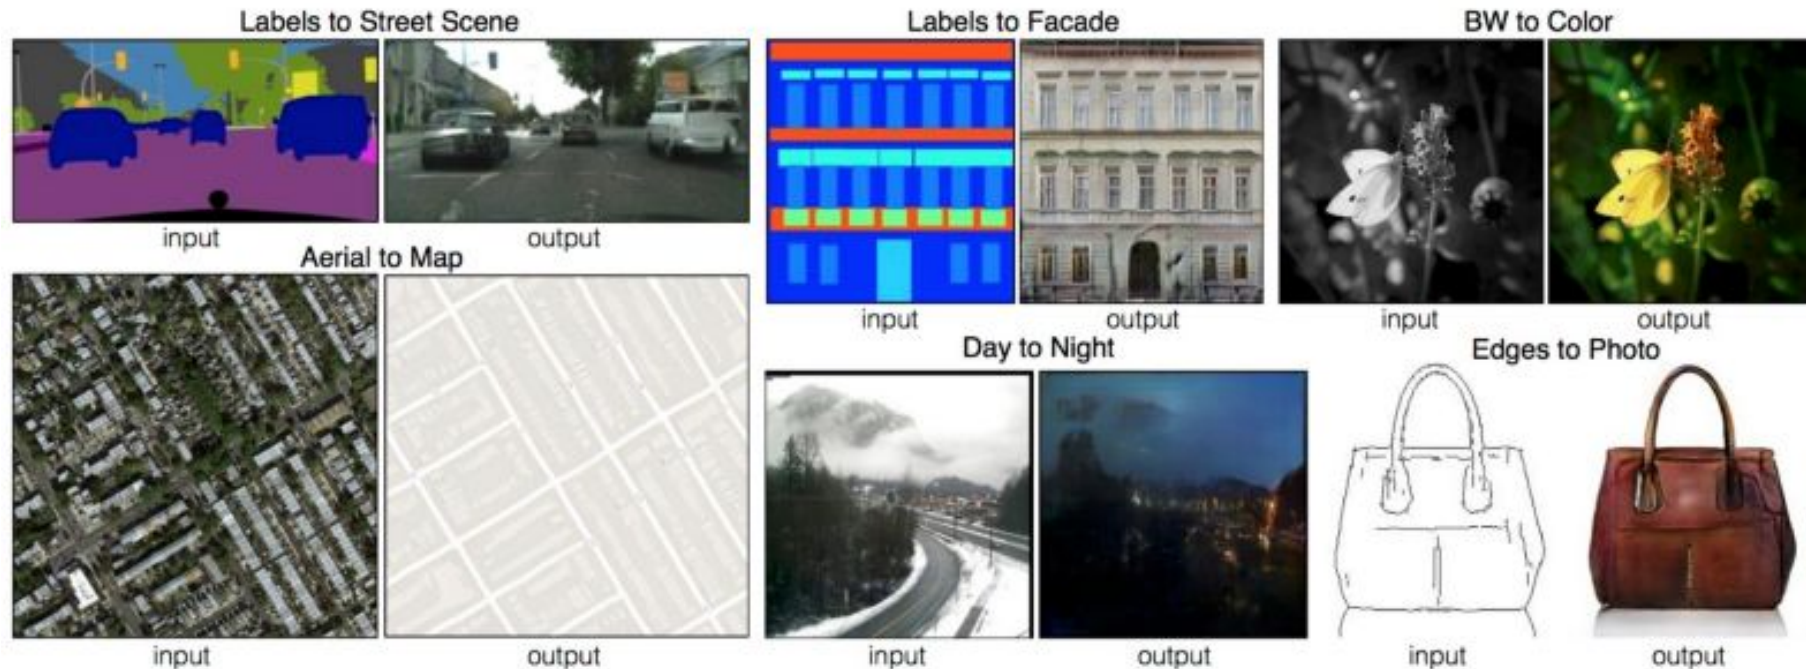 Labels to Street Scene
input
output
Labels to Facade
input
output
BW to Color
input
output
Aerial to Map
input
output
Day to Night
input
output
Edges to Photo
input
output